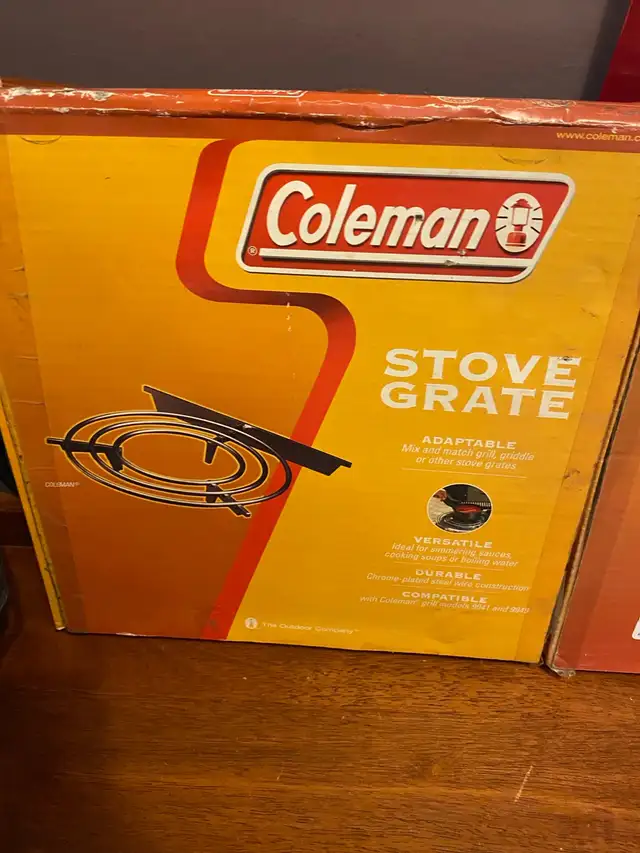 Coleman
www.coleman.c
Coleman
®
STOVE
GRATE
ADAPTABLE
Mix and match grill, griddle
or other stove grates
COLEMAN®
VERSATILE
Ideal for simmering sauces,
cooking soups or boiling water
DURABLE
Chrome-plated steel wire construction
COMPATIBLE
with Coleman® grill models 9941 and 9949
The Outdoor Company™